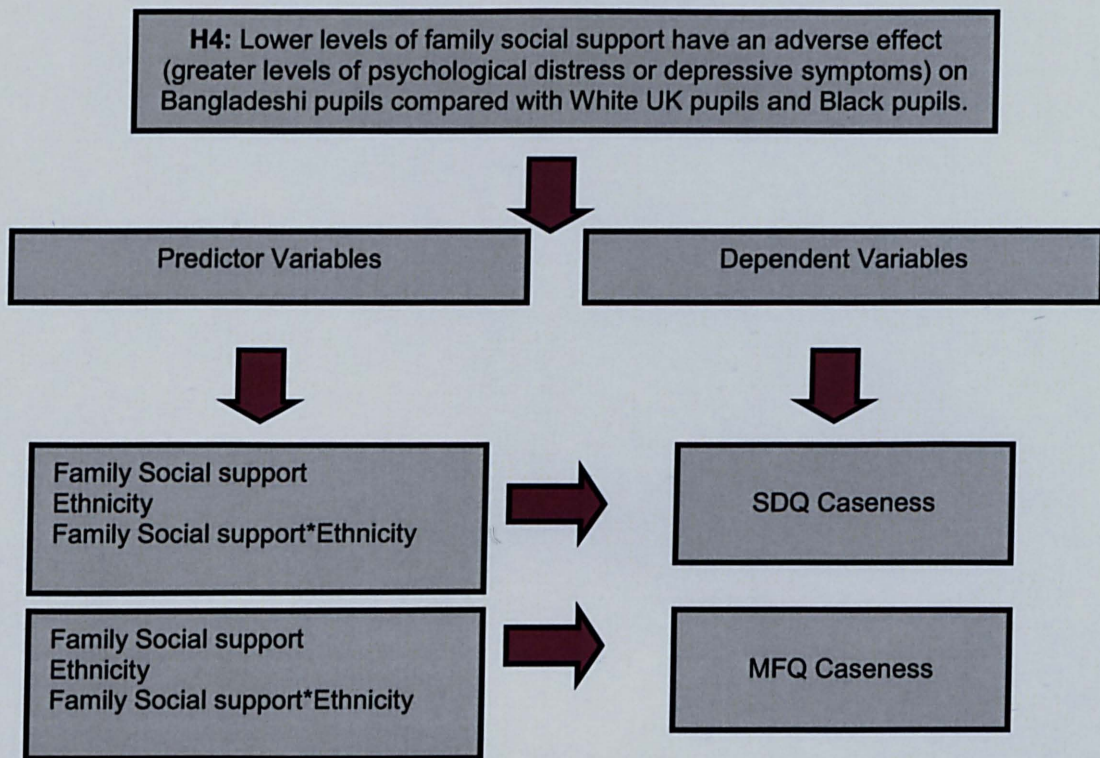 H4: Lower levels of family social support have an adverse effect
(greater levels of psychological distress or depressive symptoms) on
Bangladeshi pupils compared with White UK pupils and Black pupils.
Predictor Variables
Dependent Variables
Family Social support
Ethnicity
Family Social support*Ethnicity
SDQ Caseness
Family Social support
Ethnicity
Family Social support*Ethnicity
MFQ Caseness